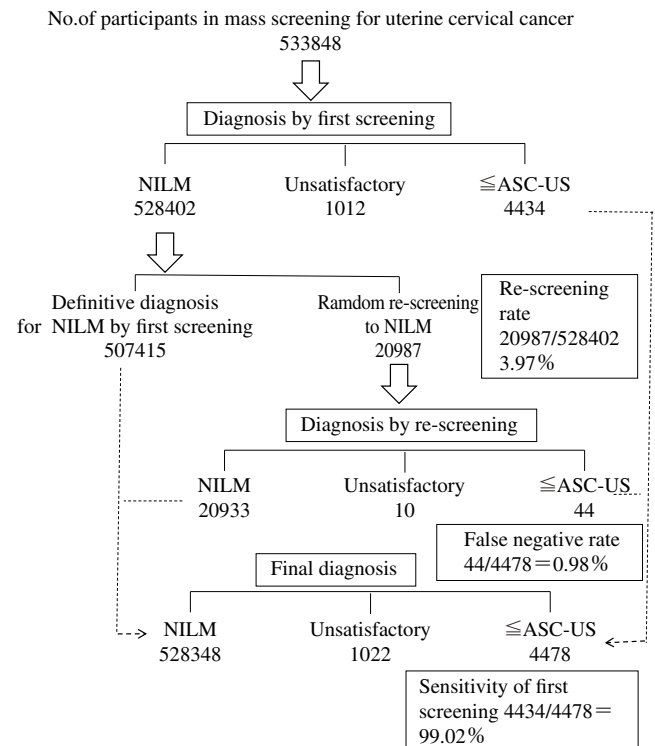 No.of participants in mass screening for uterine cervical cancer
533848
Diagnosis by first screening
NILM
528402
Unsatisfactory
1012
≦ASC-US
4434
Definitive diagnosis
for NILM by first screening
507415
Ramdom re-screening
to NILM
20987
Re-screening
rate
20987/528402
3.97%
Diagnosis by re-screening
NILM
20933
Unsatisfactory
10
≦ASC-US
44
False negative rate
44/4478=0.98%
Final diagnosis
NILM
528348
Unsatisfactory
1022
≦ASC-US
4478
Sensitivity of first
screening 4434/4478=
99.02%